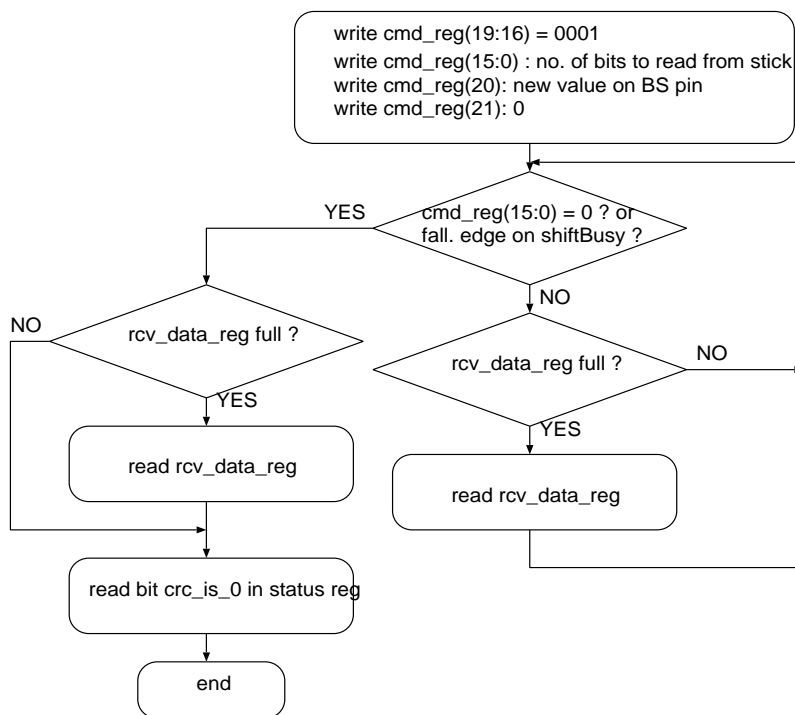 write cmd_reg(19:16) = 0001
write cmd_reg(15:0) : no. of bits to read from stick
write cmd_reg(20): new value on BS pin
write cmd_reg(21): 0
YES
cmd_reg(15:0) = 0 ? or
fall. edge on shiftBusy ?
NO
NO
rcv_data_reg full ?
rcv_data_reg full ?
NO
YES
YES
read rcv_data_reg
read rcv_data_reg
read bit crc_is_0 in status reg
end